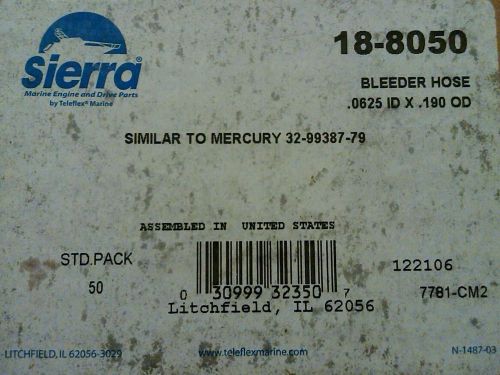 Sierra
Marine Engine and Drive Parts
by Teleflex® Marine
18-8050
BLEEDER HOSE
.0625 ID X .190 OD
SIMILAR TO MERCURY 32-99387-79
ASSEMBLED IN UNITED STATES
STD.PACK
50
0 30999 32350 7
Litchfield, IL 62056
122106
7781-CM2
LITCHFIELD, IL 62056-3029
www.teleflexmarine.com
N-1487-03